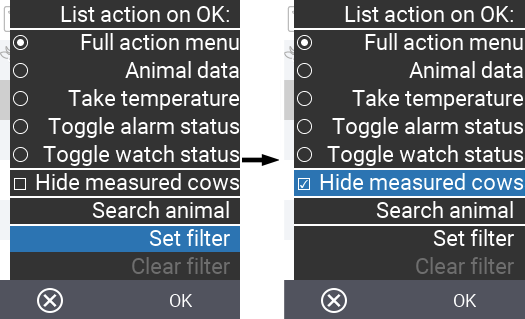 List action on OK:
Full action menu
Animal data
Take temperature
Toggle alarm status
Toggle watch status
Hide measured cows
Search animal
Set filter
Clear filter
OK
List action on OK:
Full action menu
Animal data
Take temperature
Toggle alarm status
Toggle watch status
Hide measured cows
Search animal
Set filter
Clear filter
OK